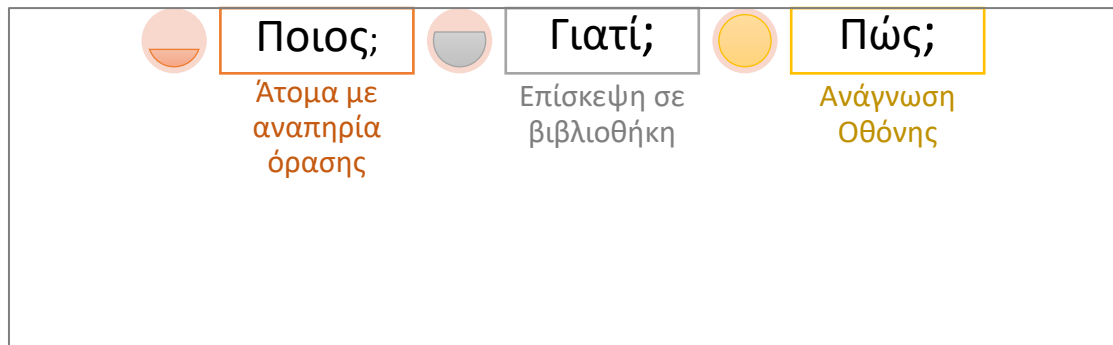 Ποιος;
Άτομα με
αναπηρία
όρασης
Γιατί;
Επίσκεψη σε
βιβλιοθήκη
Πώς;
Ανάγνωση
Οθόνης